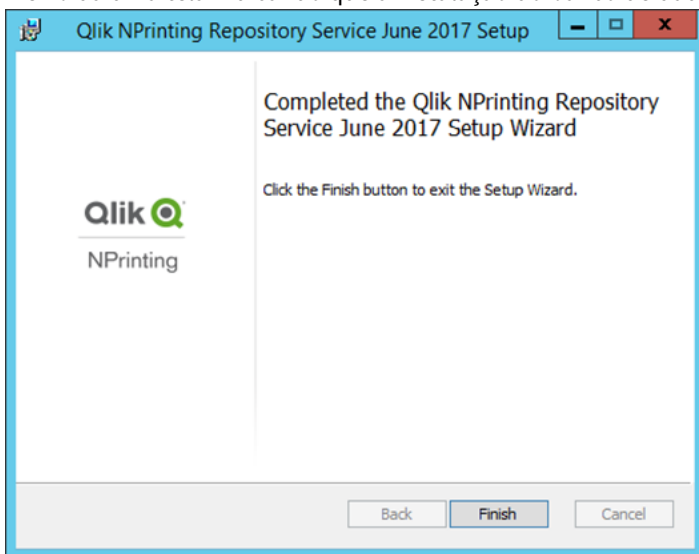 Qlik NPrinting Repository Service June 2017 Setup
Completed the Qlik NPrinting Repository
Service June 2017 Setup Wizard
Click the Finish button to exit the Setup Wizard.
Qlik
NPrinting
Back
Finish
Cancel